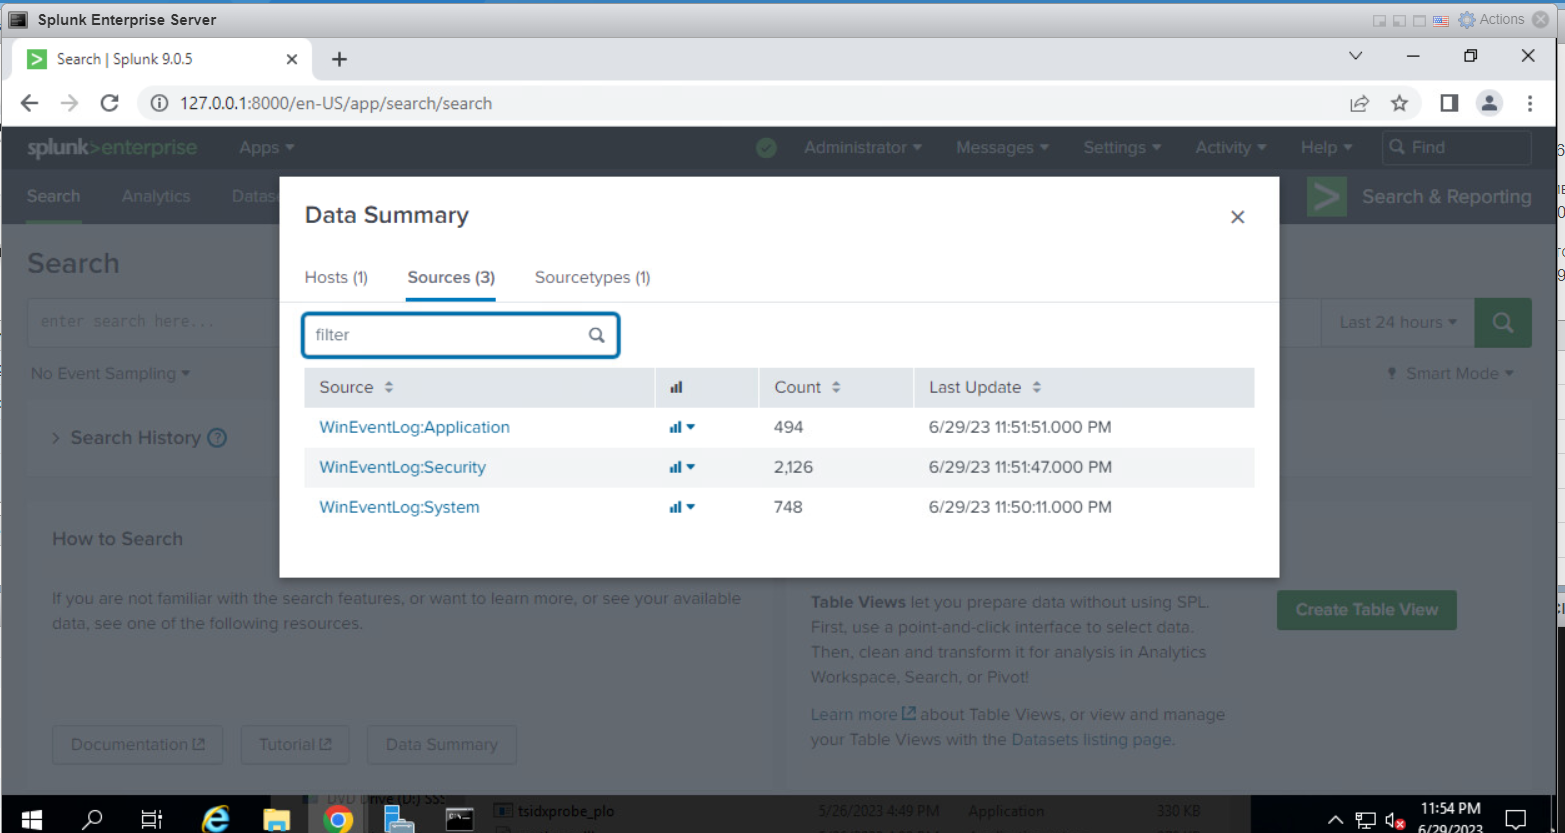 Splunk Enterprise Server
Actions
Search | Splunk 9.0.5
127.0.0.1:8000/en-US/app/search/search
splunk>enterprise Apps Administrator Messages Settings Activity Help Find
Search Analytics Search & Reporting
Data Summary
Hosts (1) Sources (3) Sourcetypes (1)
Search
enter search here... Last 24 hours
filter
No Event Sampling Smart Mode
Source Count Last Update
WinEventLog:Application 494 6/29/23 11:51:51.000 PM
Search History ?
WinEventLog:Security 2,126 6/29/23 11:51:47.000 PM
WinEventLog:System 748 6/29/23 11:50:11.000 PM
How to Search
If you are not familiar with the search features, or want to learn more, or see your available
data, see one of the following resources.
Documentation Tutorial Data Summary
Table Views let you prepare data without using SPL.
First, use a point-and-click interface to select data.
Then, clean and transform it for analysis in Analytics
Workspace, Search, or Pivot!
Learn more about Table Views, or view and manage
your Table Views with the Datasets listing page.
Create Table View
DVD Drive (D:) SSS
tsidxprobe_plo 5/26/2023 4:49 PM Application 330 KB
11:54 PM
6/29/2023